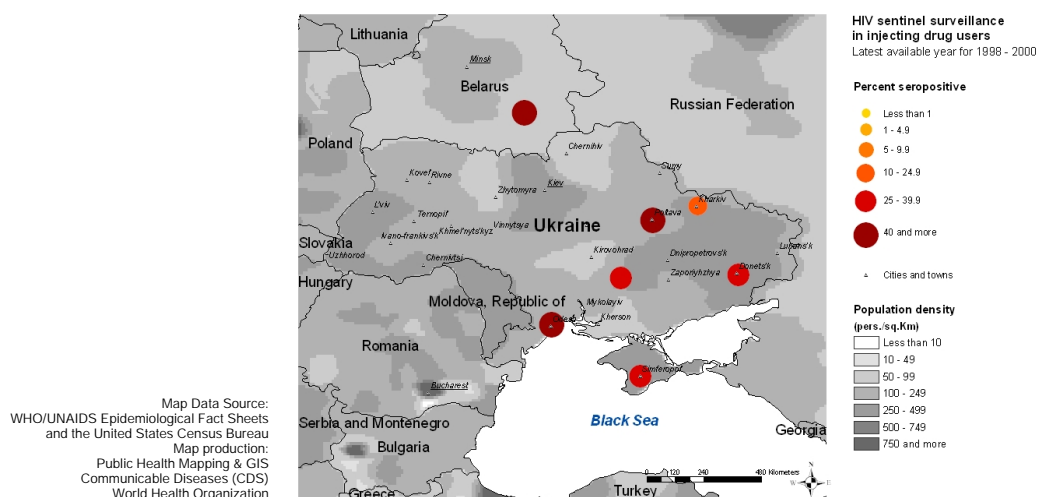 HIV sentinel surveillance
in injecting drug users
Latest available year for 1998 - 2000
Percent seropositive
Less than 1
1 - 4.9
5 - 9.9
10 - 24.9
25 - 39.9
40 and more
Cities and towns
Population density
(pers./sq.Km)
Less than 10
10 - 49
50 - 99
100 - 249
250 - 499
500 - 749
750 and more
Lithuania
Minsk
Belarus
Russian Federation
Poland
Chernihiv
Sumy
Kovel'
Rivne
Kiev
Zhytomyra
Kharkiv
L'viv
Ternopil'
Poltava
Ukraine
Khmel'nyts'kyz
Vinnytsya
Ivano-frankivs'k
Slovakia
Uzhhorod
Kirovohrad
Dnipropetrovs'k
Luhans'k
Chernivtsi
Zaporiyhzhya
Donets'k
Hungary
Moldova, Republic of
Mykolayiv
Kherson
Romania
Simferopol'
Bucharest
Black Sea
Serbia and Montenegro
Georgia
Bulgaria
0 120 240 480 Kilometers
N
W E
S
Greece
Turkey
Map Data Source:
WHO/UNAIDS Epidemiological Fact Sheets
and the United States Census Bureau
Map production:
Public Health Mapping & GIS
Communicable Diseases (CDS)
World Health Organization